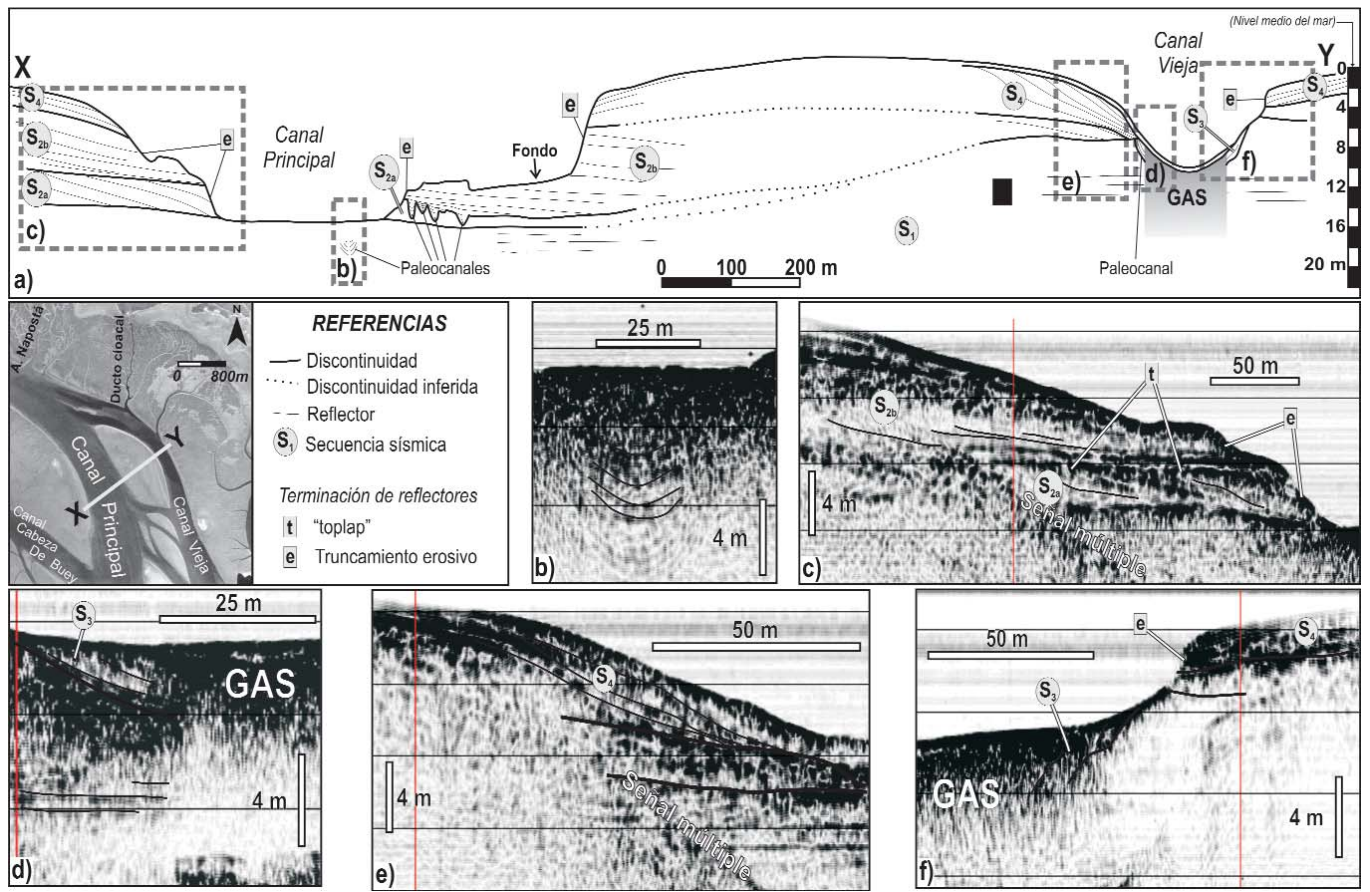 (Nivel medio del mar)
X
Canal
Principal
Canal
Vieja
Y
0
4
8
12
16
20 m
S4
S2b
S2a
e
c)
a)
b)
S2a
e
Fondo
e
S2b
Paleocanales
0 100 200 m
S1
S4
e)
d)
GAS
Paleocanal
S3
f)
e
S4
A. Naposta
Ducto cloacal
N
0 800m
Canal
Principal
X
Y
Canal Vieja
Canal
Cabeza
De Buey
REFERENCIAS
Discontinuidad
Discontinuidad inferida
Reflector
S1 Secuencia sísmica
Terminación de reflectores
t "toplap"
e Truncamiento erosivo
25 m
4 m
b)
50 m
t
e
S2b
S2a
4 m
Señal múltiple
c)
S3
25 m
GAS
4 m
d)
50 m
S4
4 m
Señal múltiple
e)
50 m
e
S4
S3
GAS
4 m
f)